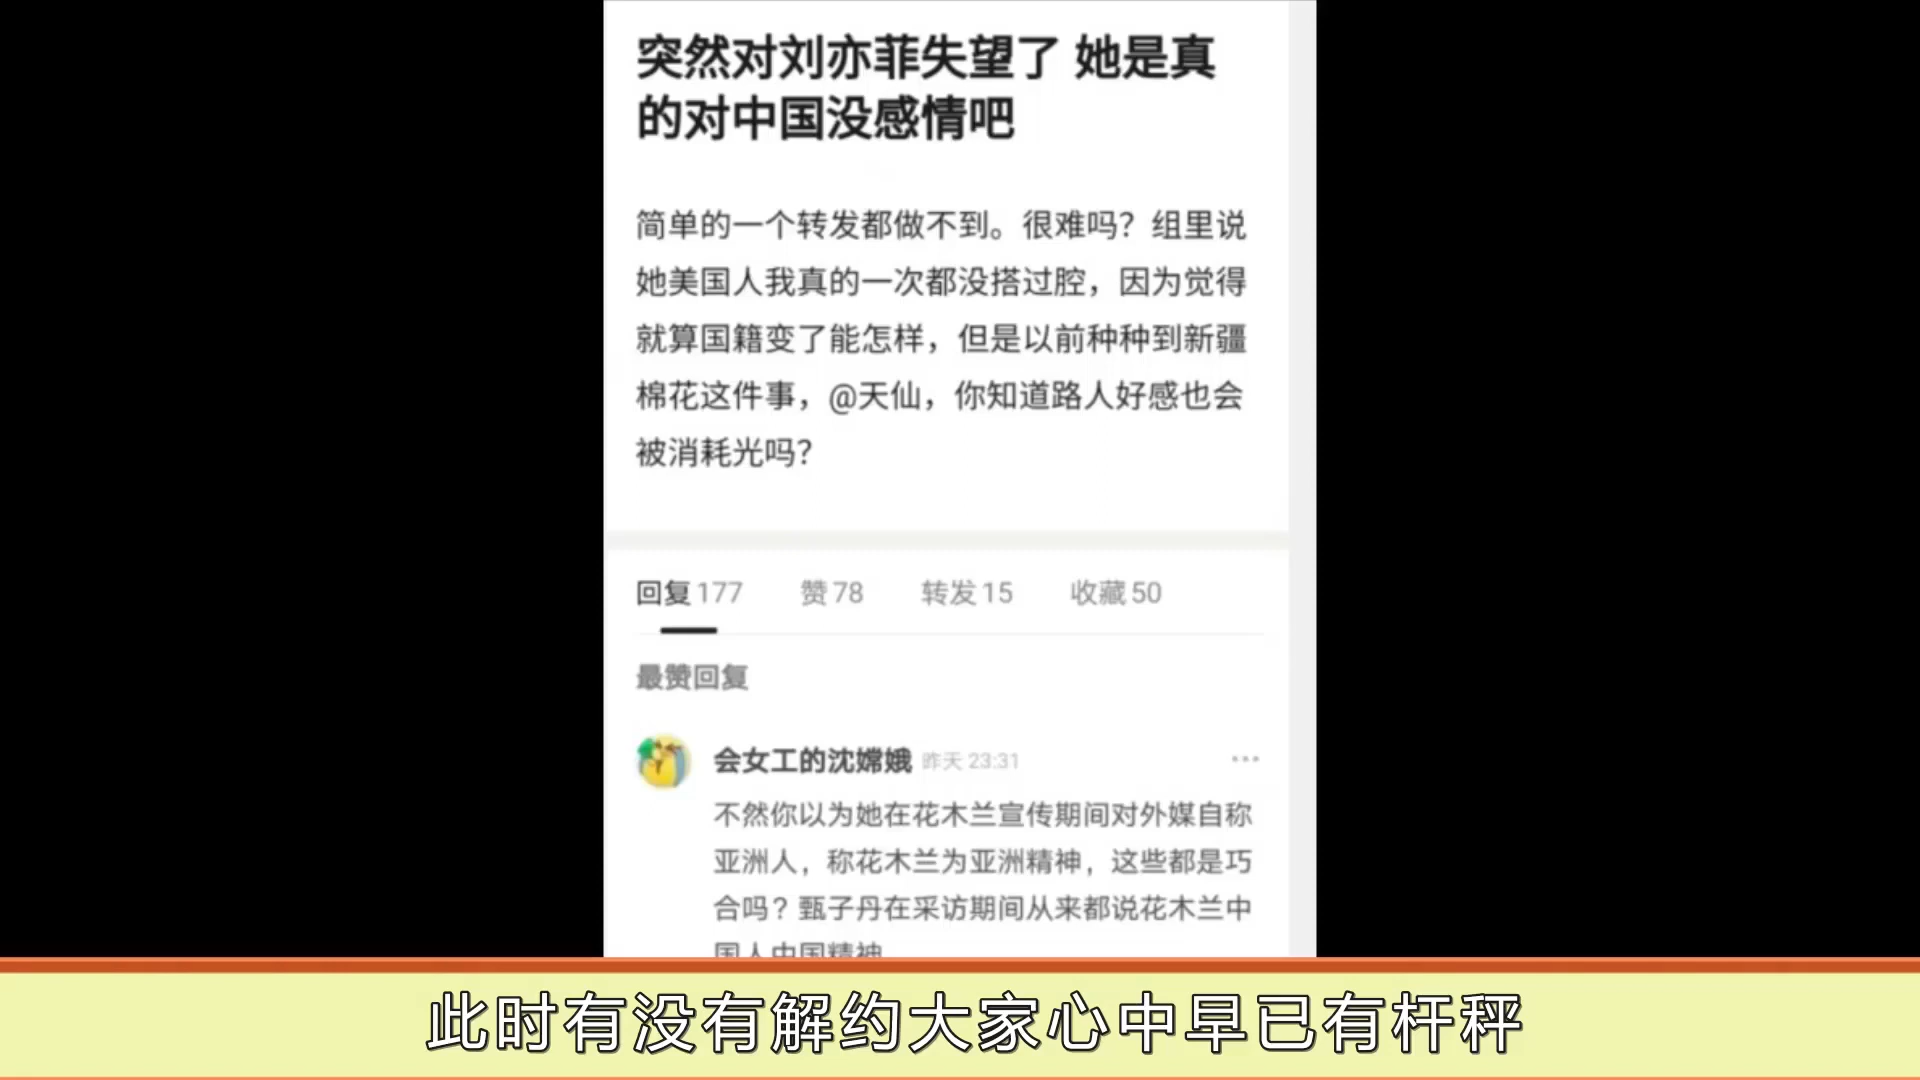 突然对刘亦菲失望了 她是真
的对中国没感情吧
简单的一个转发都做不到。很难吗？组里说
她美国人我真的一次都没搭过腔，因为觉得
就算国籍变了能怎样，但是以前种种到新疆
棉花这件事，@天仙，你知道路人好感也会
被消耗光吗？
回复 177 赞 78 转发 15 收藏 50
最赞回复
会女工的沈嫦娥 昨天 23:31
不然你以为她在花木兰宣传期间对外媒自称
亚洲人，称花木兰为亚洲精神，这些都是巧
合吗？甄子丹在采访期间从来都说花木兰中
国人中国精神
此时有没有解约大家心中早已有杆秤